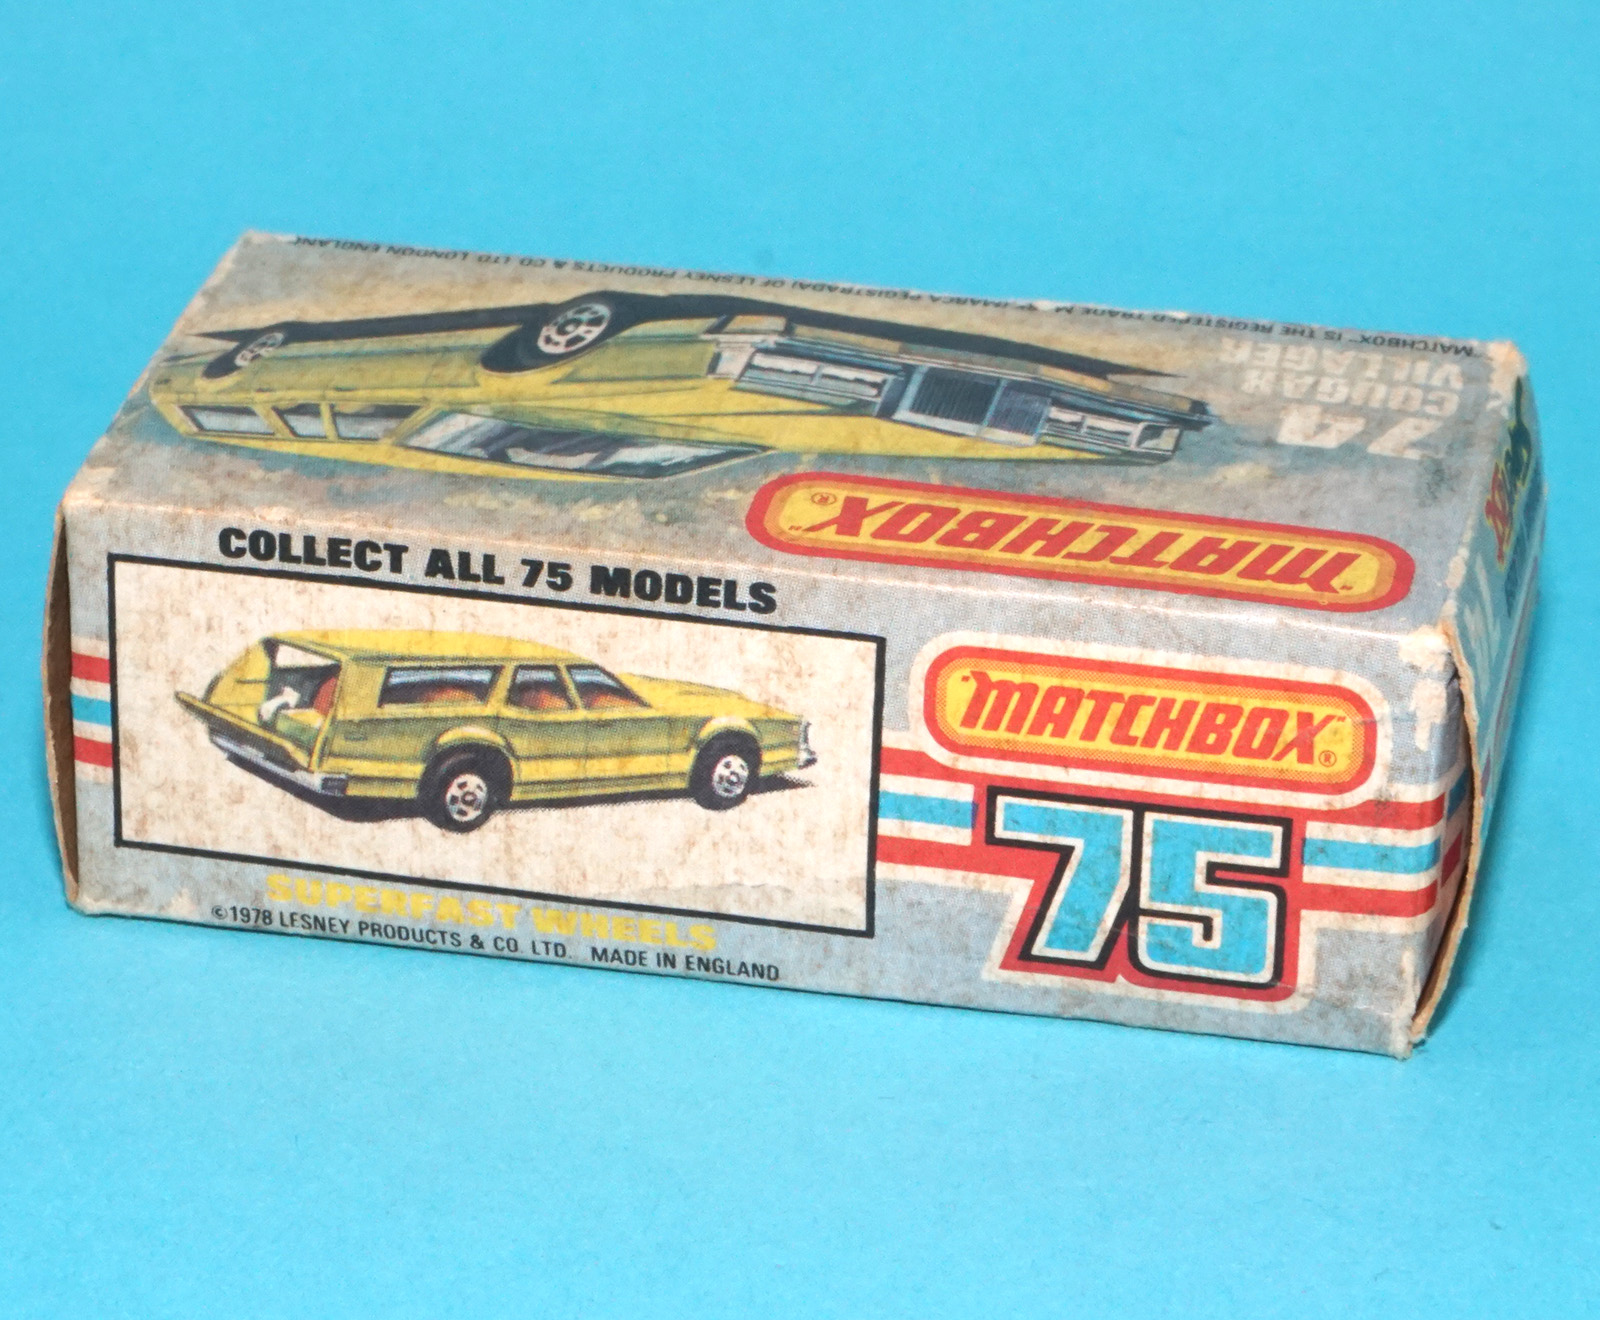 MATCHBOX" IS THE REGISTERED TRADE M (MARCA REGISTRADA) OF LESNEY PRODUCTS & CO LTD LONDON ENGLAND
74
COUGAR
VILLAGER
"MATCHBOX"®
COLLECT ALL 75 MODELS
"MATCHBOX"®
75
SUPERFAST WHEELS
©1978 LESNEY PRODUCTS & CO. LTD. MADE IN ENGLAND